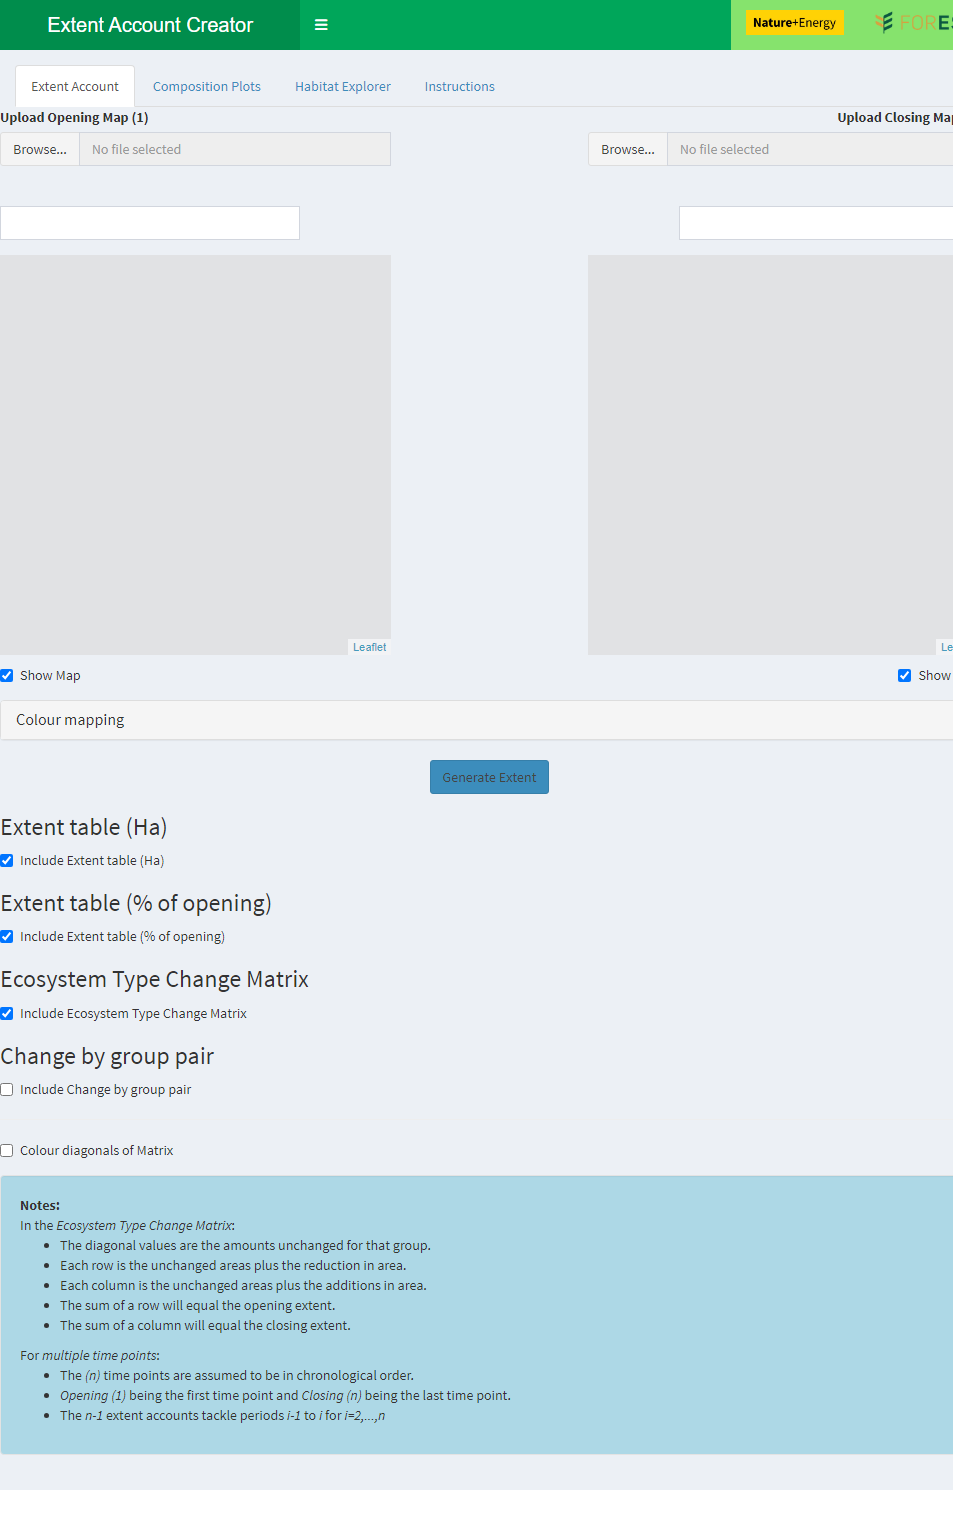 Extent Account Creator
Nature+Energy
Extent Account
Composition Plots
Habitat Explorer
Instructions
Upload Opening Map (1)
Upload Closing Map
Browse...
No file selected
Browse...
No file selected
Leaflet
Le
Show Map
Show
Colour mapping
Generate Extent
Extent table (Ha)
Include Extent table (Ha)
Extent table (% of opening)
Include Extent table (% of opening)
Ecosystem Type Change Matrix
Include Ecosystem Type Change Matrix
Change by group pair
Include Change by group pair
Colour diagonals of Matrix
Notes:
In the Ecosystem Type Change Matrix:
The diagonal values are the amounts unchanged for that group.
Each row is the unchanged areas plus the reduction in area.
Each column is the unchanged areas plus the additions in area.
The sum of a row will equal the opening extent.
The sum of a column will equal the closing extent.
For multiple time points:
The (n) time points are assumed to be in chronological order.
Opening (1) being the first time point and Closing (n) being the last time point.
The n-1 extent accounts tackle periods i-1 to i for i=2,...,n